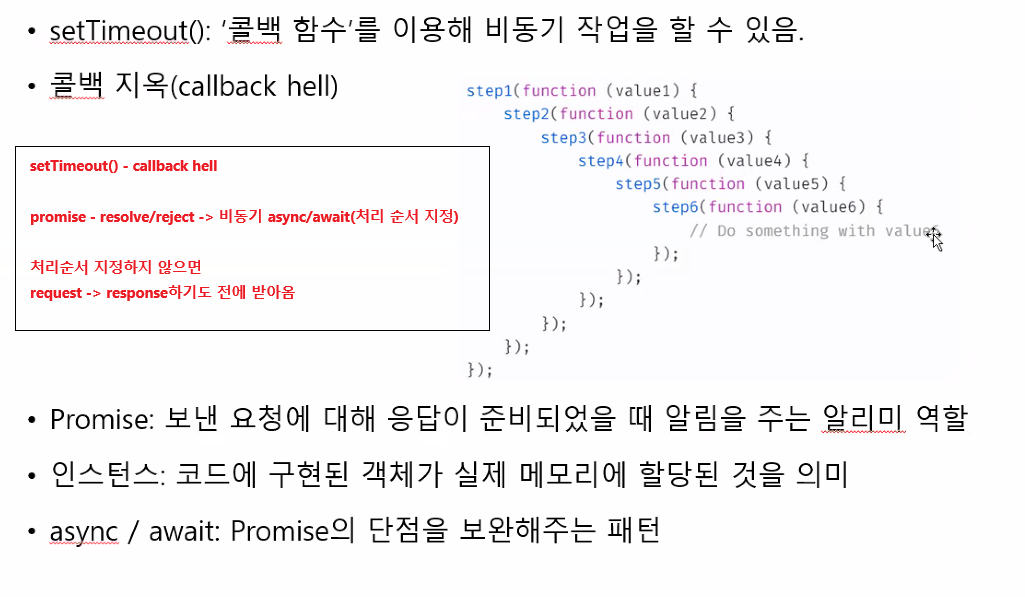 • setTimeout(): ‘콜백 함수’를 이용해 비동기 작업을 할 수 있음.
• 콜백 지옥(callback hell)
setTimeout() - callback hell
promise - resolve/reject -> 비동기 async/await(처리 순서 지정)
처리순서 지정하지 않으면
request -> response하기도 전에 받아옴
step1(function (value1) {
step2(function (value2) {
step3(function (value3) {
step4(function (value4) {
step5(function (value5) {
step6(function (value6) {
// Do something with value
});
});
});
});
});
});
• Promise: 보낸 요청에 대해 응답이 준비되었을 때 알림을 주는 알리미 역할
• 인스턴스: 코드에 구현된 객체가 실제 메모리에 할당된 것을 의미
• async / await: Promise의 단점을 보완해주는 패턴